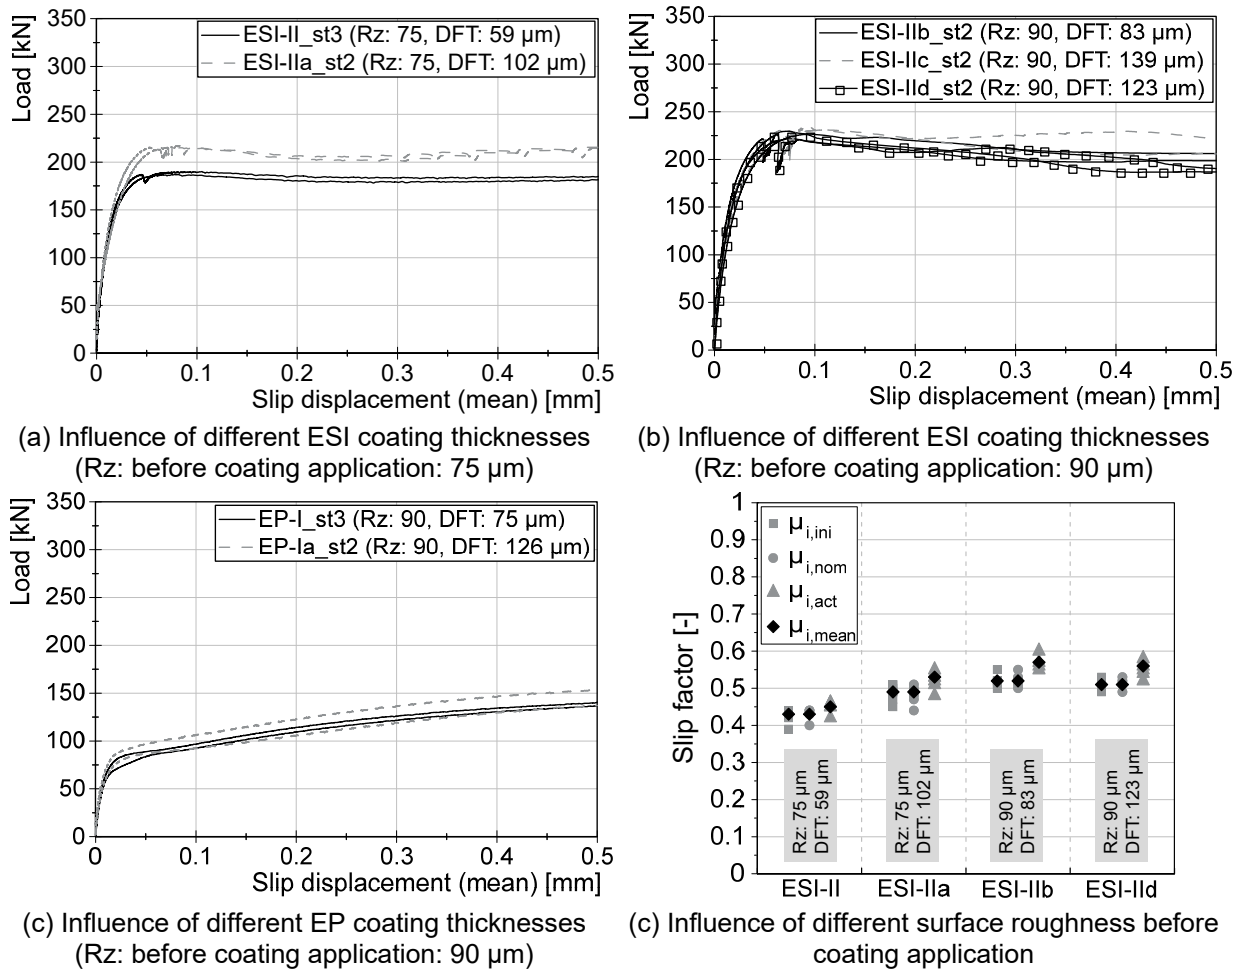 350
300
250
200
150
100
50
0
Load [kN]
ESI-II_st3 (Rz: 75, DFT: 59 µm)
ESI-IIa_st2 (Rz: 75, DFT: 102 µm)
0 0.1 0.2 0.3 0.4 0.5
Slip displacement (mean) [mm]
(a) Influence of different ESI coating thicknesses
(Rz: before coating application: 75 µm)
350
300
250
200
150
100
50
0
Load [kN]
ESI-IIb_st2 (Rz: 90, DFT: 83 µm)
ESI-IIc_st2 (Rz: 90, DFT: 139 µm)
ESI-IId_st2 (Rz: 90, DFT: 123 µm)
0 0.1 0.2 0.3 0.4 0.5
Slip displacement (mean) [mm]
(b) Influence of different ESI coating thicknesses
(Rz: before coating application: 90 µm)
350
300
250
200
150
100
50
0
Load [kN]
EP-I_st3 (Rz: 90, DFT: 75 µm)
EP-Ia_st2 (Rz: 90, DFT: 126 µm)
0 0.1 0.2 0.3 0.4 0.5
Slip displacement (mean) [mm]
(c) Influence of different EP coating thicknesses
(Rz: before coating application: 90 µm)
1
0.9
0.8
0.7
0.6
0.5
0.4
0.3
0.2
0.1
0
Slip factor [-]
µi,ini
µi,nom
µi,act
µi,mean
Rz: 75 µm
DFT: 59 µm
Rz: 75 µm
DFT: 102 µm
Rz: 90 µm
DFT: 83 µm
Rz: 90 µm
DFT: 123 µm
ESI-II ESI-IIa ESI-IIb ESI-IId
(c) Influence of different surface roughness before
coating application